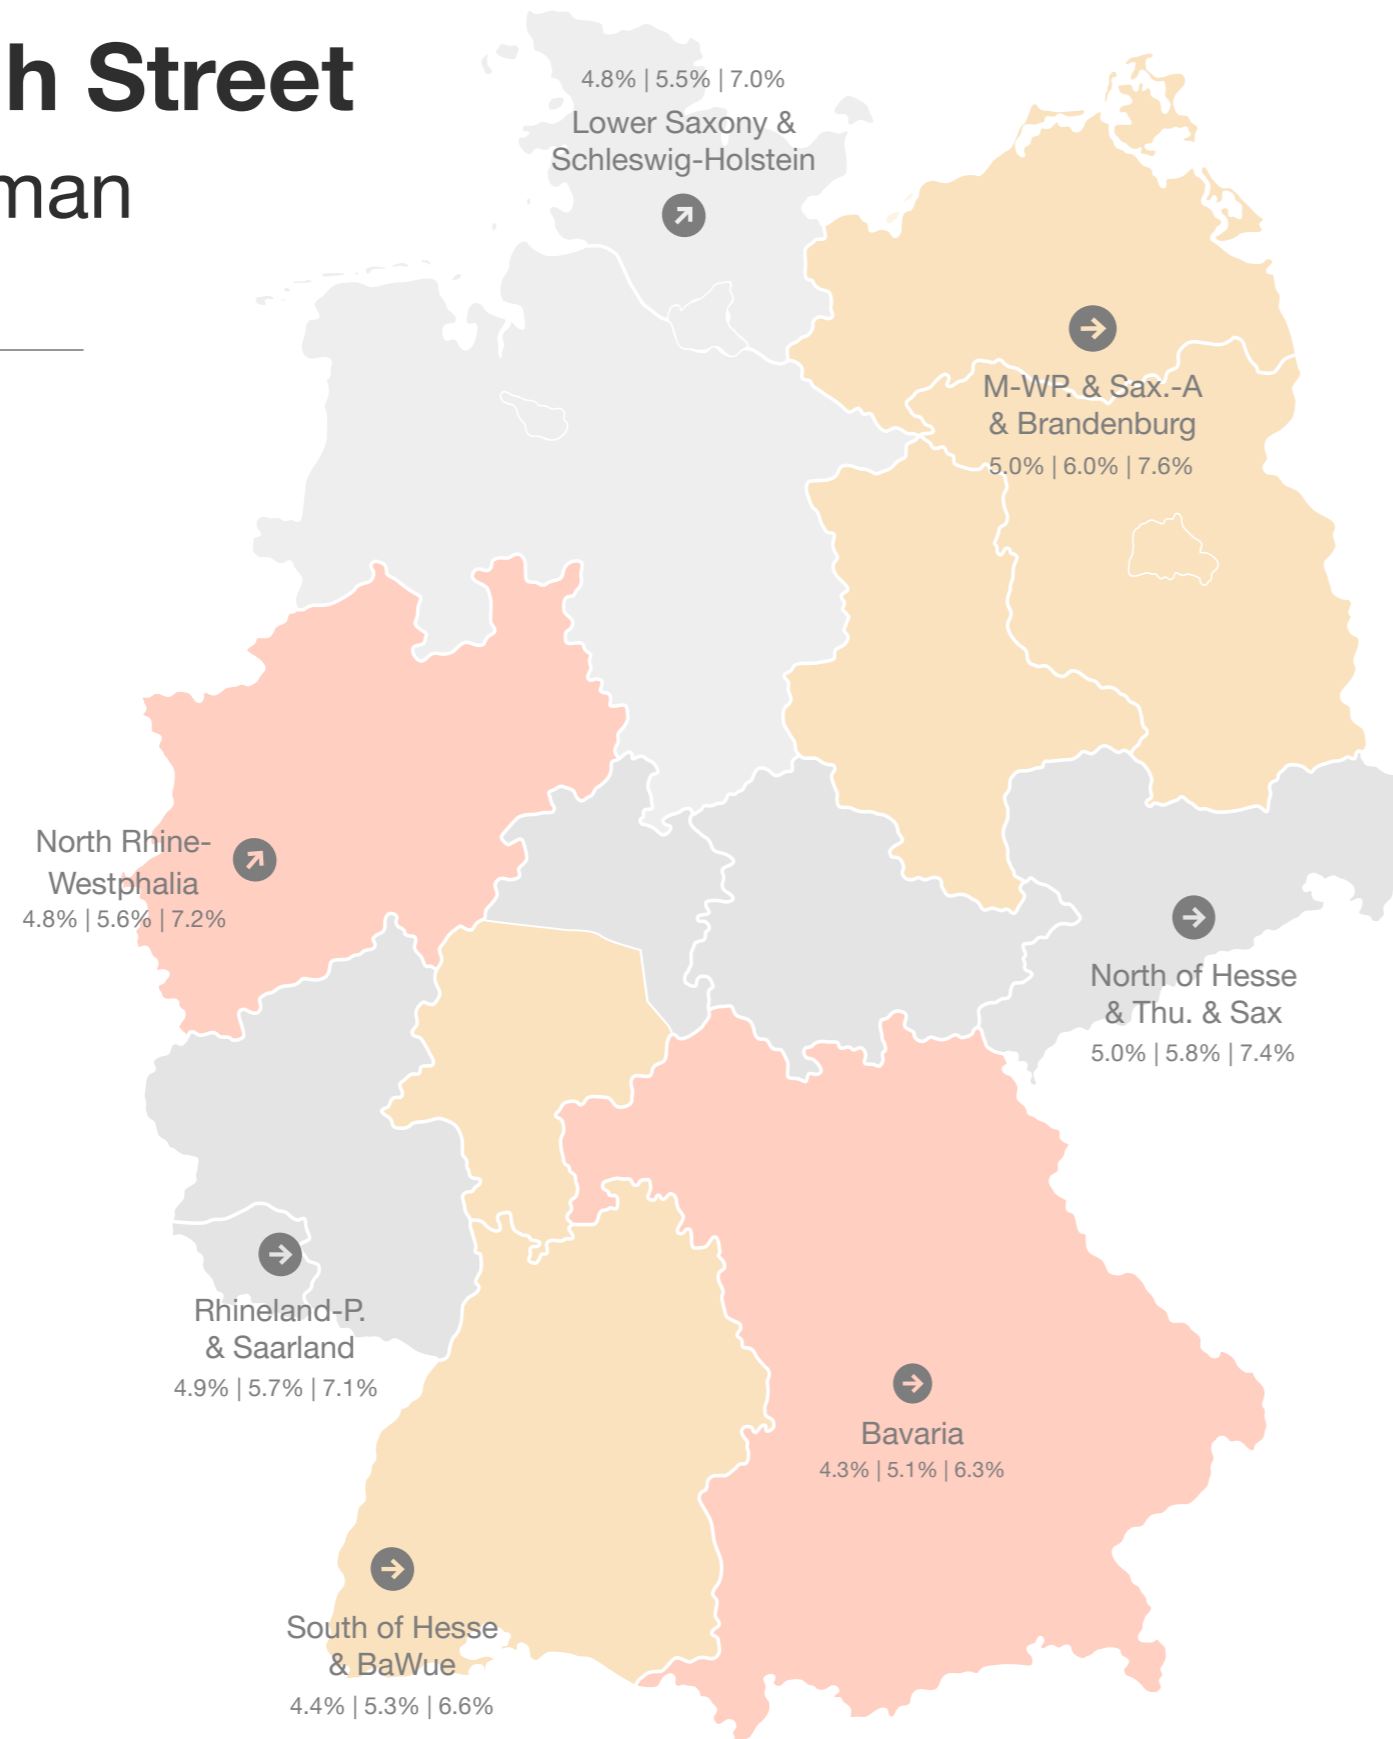 h Street
man
4.8% | 5.5% | 7.0%
Lower Saxony &
Schleswig-Holstein
M-WP. & Sax.-A
& Brandenburg
5.0% | 6.0% | 7.6%
North Rhine-
Westphalia
4.8% | 5.6% | 7.2%
North of Hesse
& Thu. & Sax
5.0% | 5.8% | 7.4%
Rhineland-P.
& Saarland
4.9% | 5.7% | 7.1%
Bavaria
4.3% | 5.1% | 6.3%
South of Hesse
& BaWue
4.4% | 5.3% | 6.6%